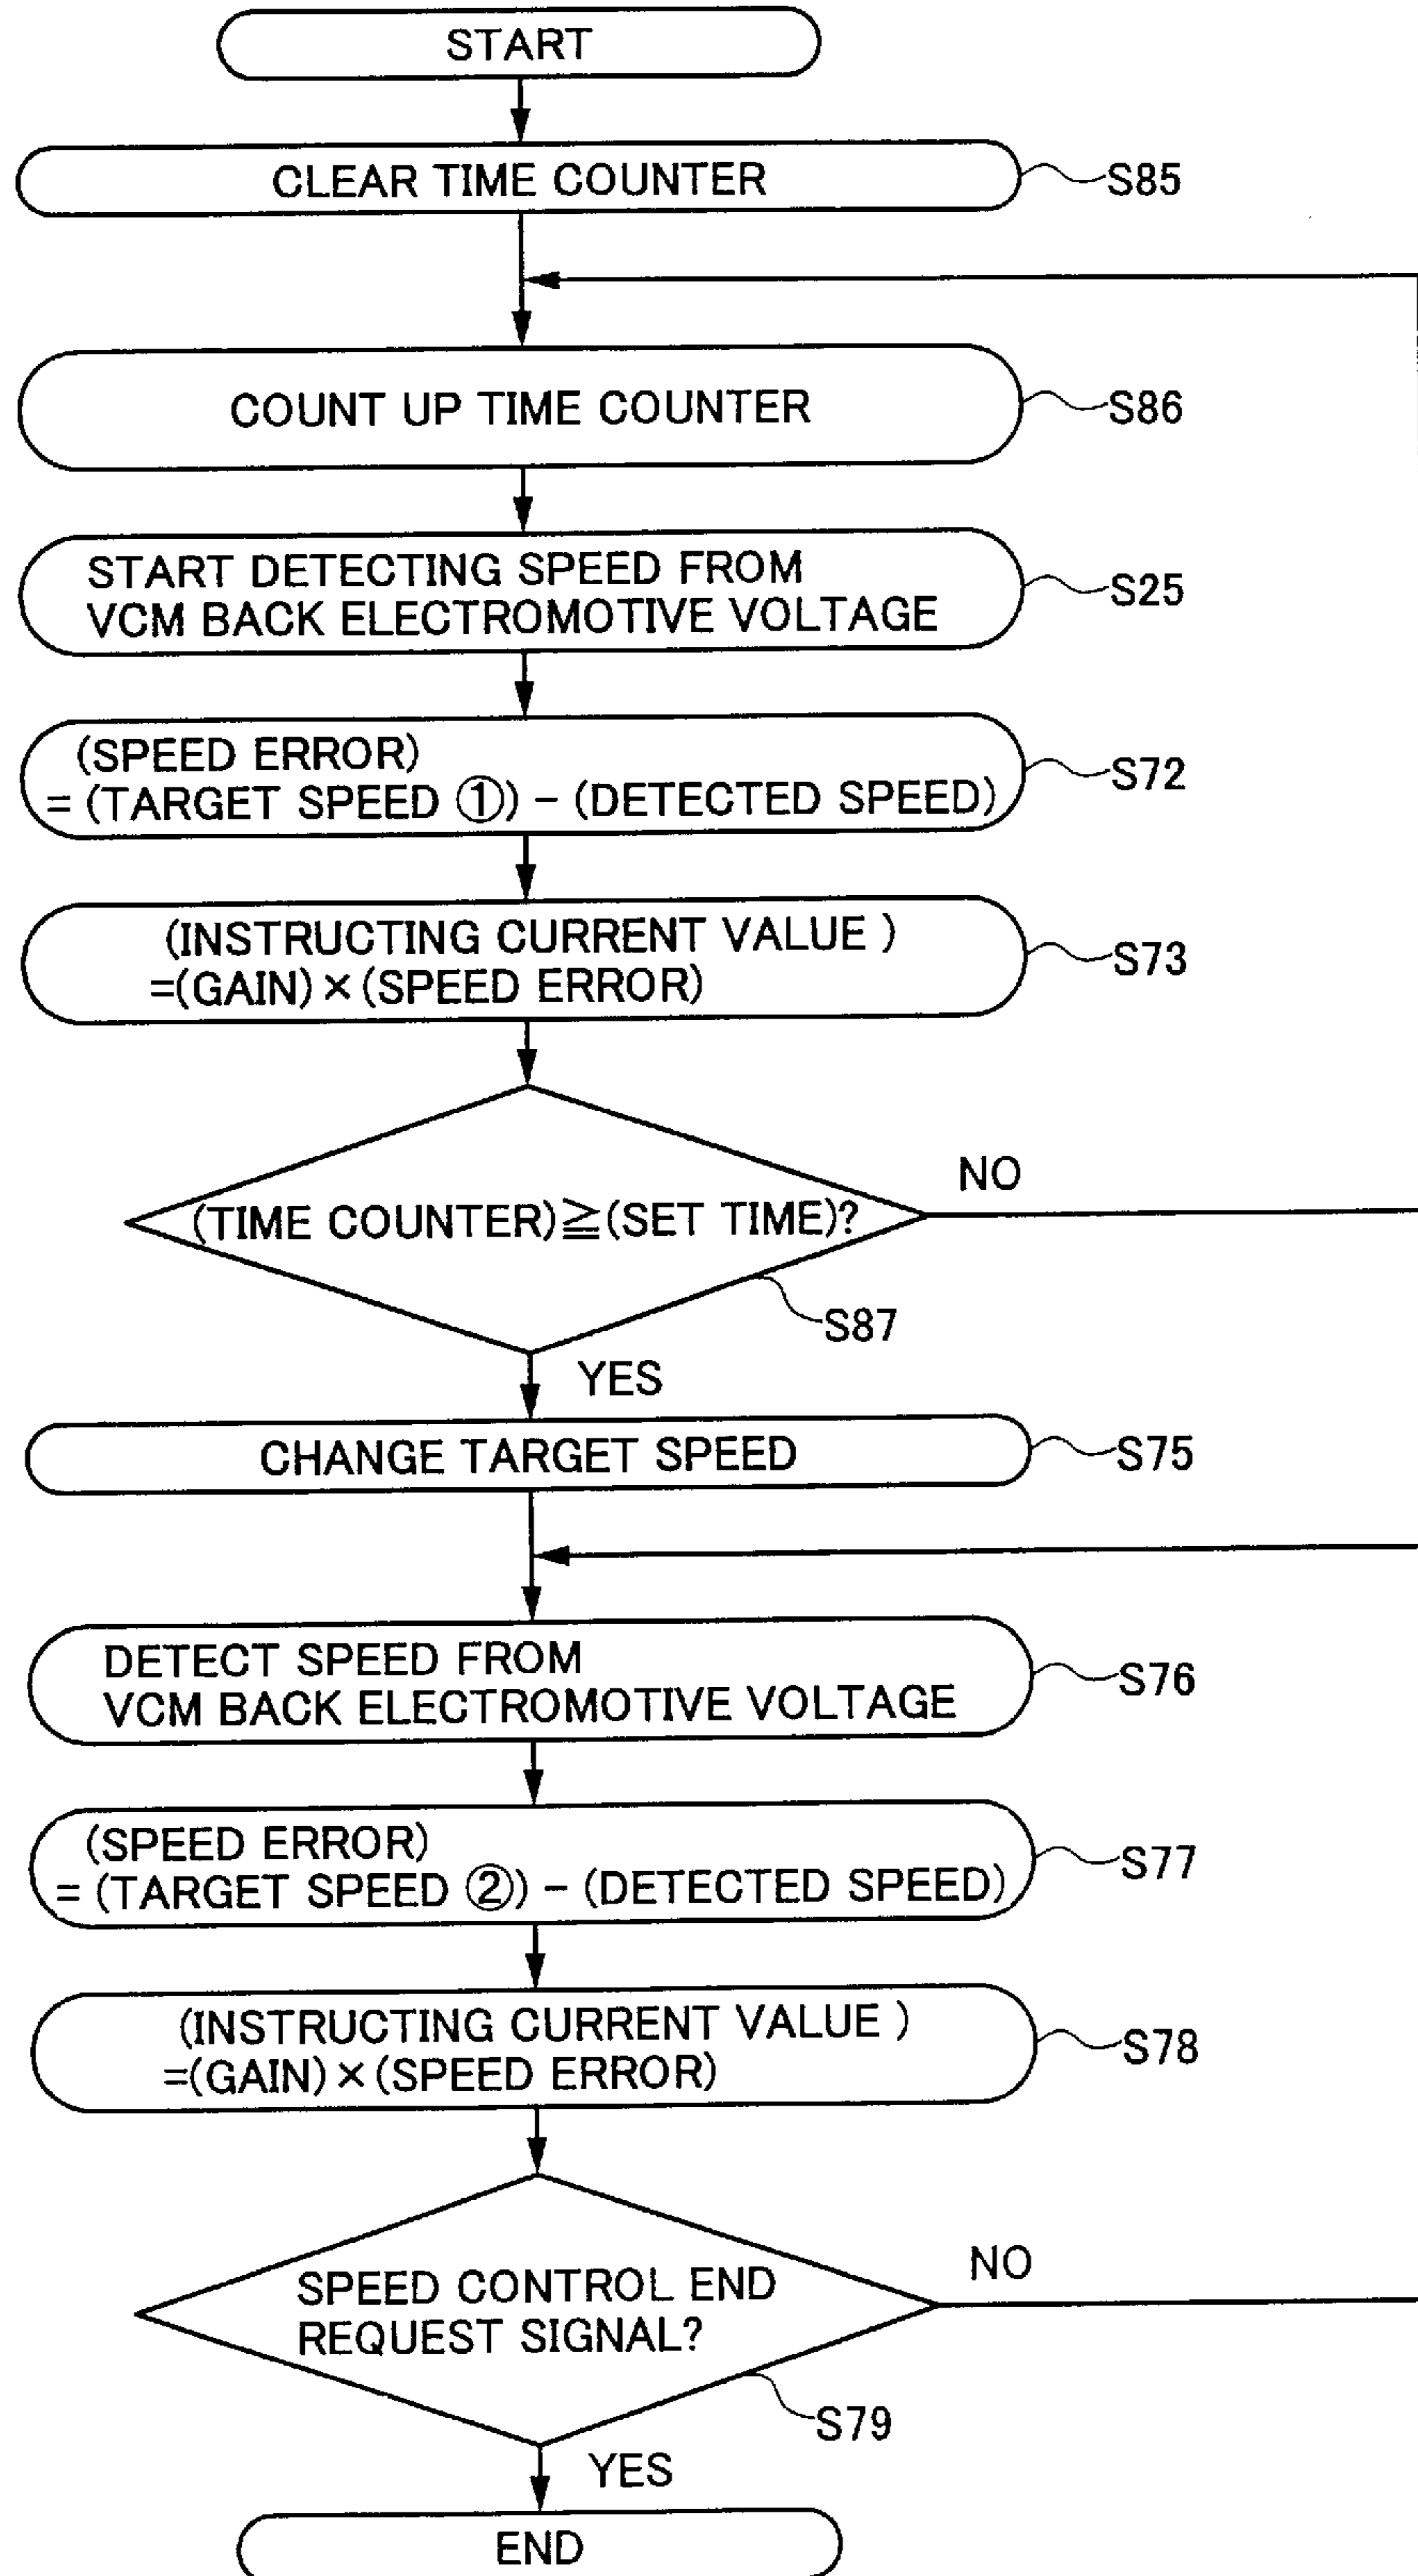 START
CLEAR TIME COUNTER
S85
COUNT UP TIME COUNTER
S86
START DETECTING SPEED FROM
VCM BACK ELECTROMOTIVE VOLTAGE
S25
(SPEED ERROR)
= (TARGET SPEED ①) - (DETECTED SPEED)
S72
(INSTRUCTING CURRENT VALUE )
=(GAIN)×(SPEED ERROR)
S73
(TIME COUNTER)≧(SET TIME)?
NO
S87
YES
CHANGE TARGET SPEED
S75
DETECT SPEED FROM
VCM BACK ELECTROMOTIVE VOLTAGE
S76
(SPEED ERROR)
= (TARGET SPEED ②) - (DETECTED SPEED)
S77
(INSTRUCTING CURRENT VALUE )
=(GAIN)×(SPEED ERROR)
S78
SPEED CONTROL END
REQUEST SIGNAL?
NO
S79
YES
END